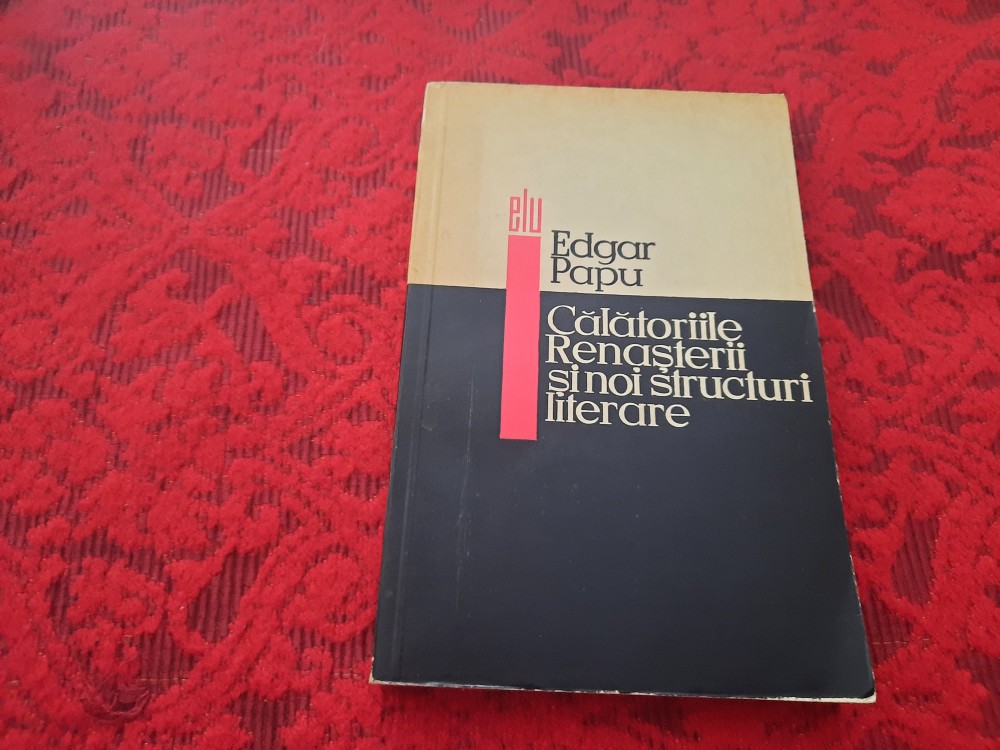 elu
Edgar
Papu
Călătoriile
Renașterii
și noi structuri
literare